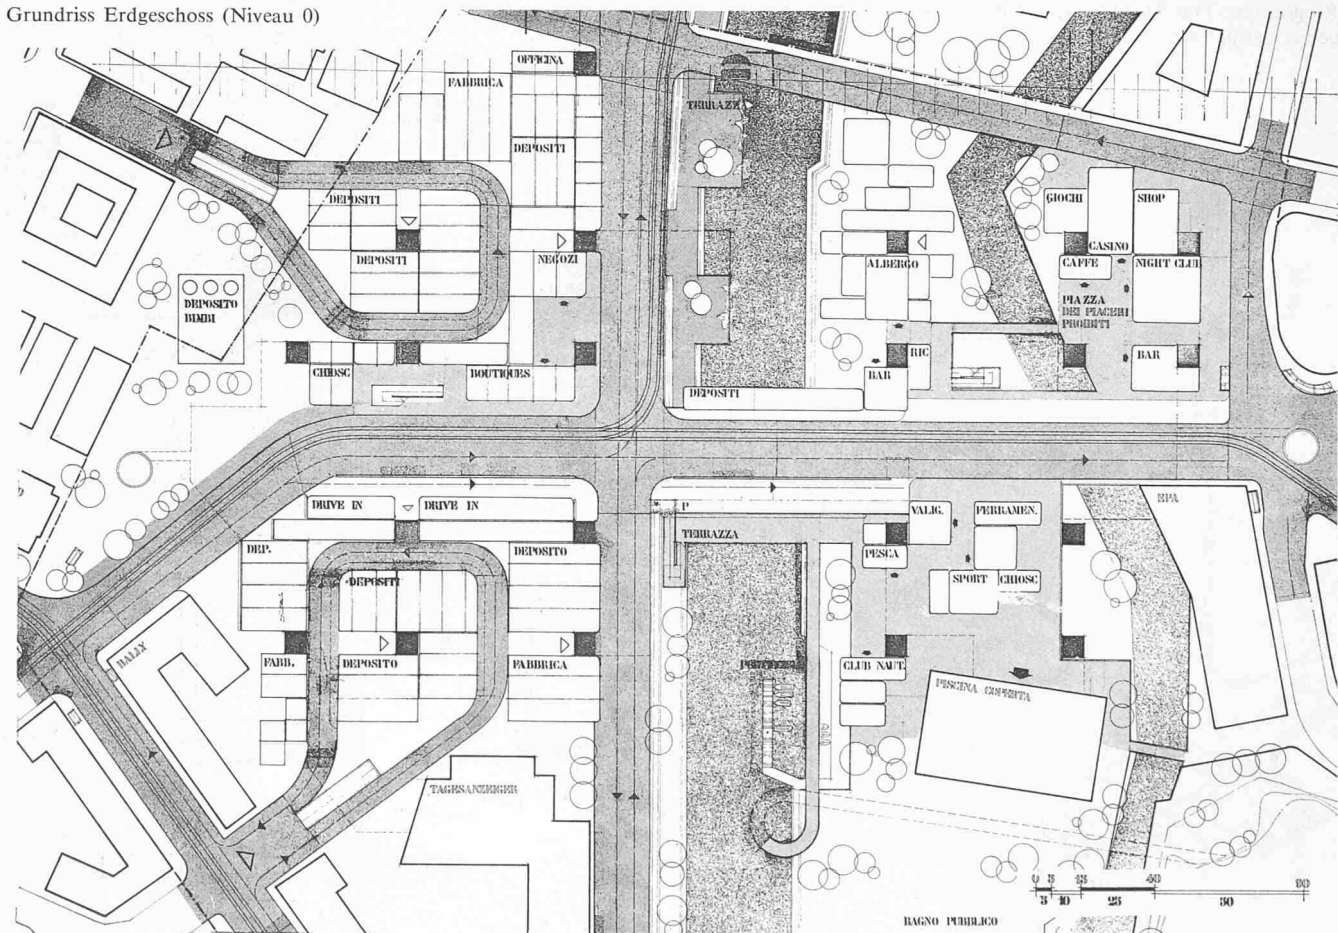 Grundriss Erdgeschoss (Niveau 0)
OFFICINA
FABBRICA
TERRAZZ
DEPOSITI
DEPOSITI
GIOCHI
SHOP
CASINO
DEPOSITI
NEGOZI
ALBERGO
CAFFE
NIGHT CLUB
DEPOSITO
BIMBI
PIAZZA
DEI PIACERI
PROIBITI
CHIOSC
BOUTIQUES
BAR
RIC
BAR
DEPOSITI
DRIVE IN
DRIVE IN
P
VALIG.
FERRAMEN.
EPA
TERRAZZA
DEP.
DEPOSITO
PESCA
DEPOSITI
SPORT
CHIOSC
BALLY
FABB.
DEPOSITO
FABBRICA
CLUB NAUT.
PISCINA COPERTA
TAGESANZEIGER
0 5 15 40 90
5 10 25 50
BAGNO PUBBLICO